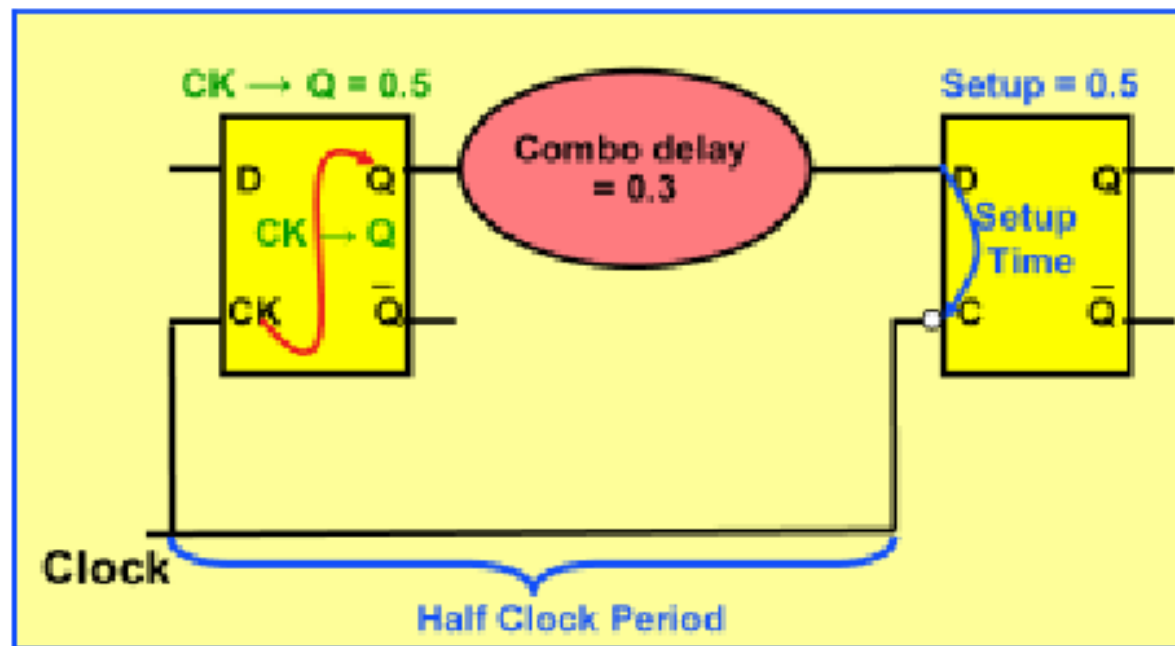 CK → Q = 0.5
Setup = 0.5
Combo delay
= 0.3
D
Q
CK → Q
CK
Q̅
D
Q
Setup
Time
C
Q̅
Clock
Half Clock Period